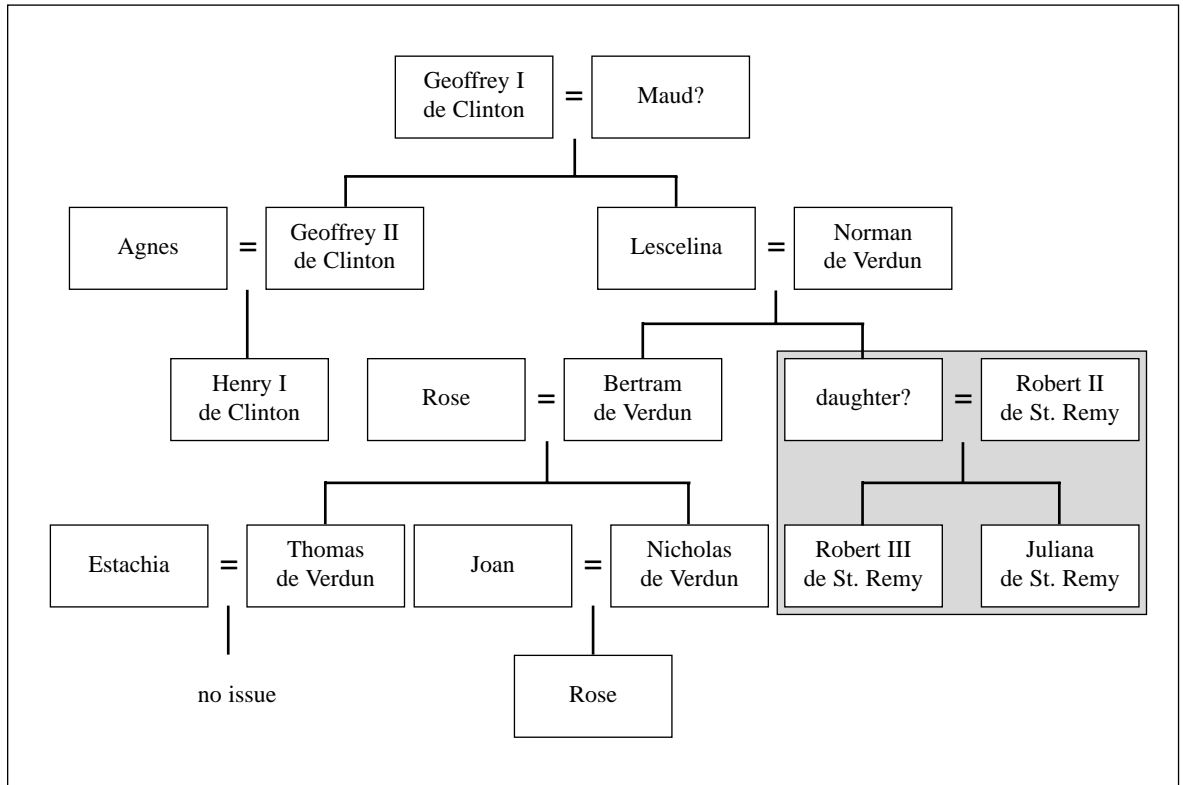 Geoffrey I
de Clinton
=
Maud?
Agnes
=
Geoffrey II
de Clinton
Lescelina
=
Norman
de Verdun
Henry I
de Clinton
Rose
=
Bertram
de Verdun
daughter?
=
Robert II
de St. Remy
Estachia
=
Thomas
de Verdun
Joan
=
Nicholas
de Verdun
Robert III
de St. Remy
Juliana
de St. Remy
no issue
Rose